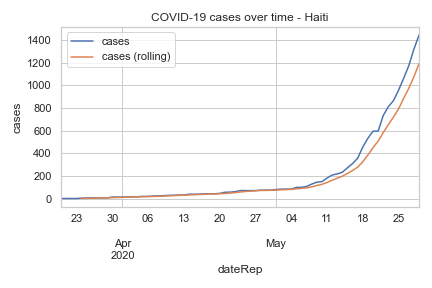 COVID-19 cases over time - Haiti
cases
cases (rolling)
1400
1200
1000
800
600
400
200
0
cases
23 30 06 13 20 27 04 11 18 25
Apr May
2020
dateRep